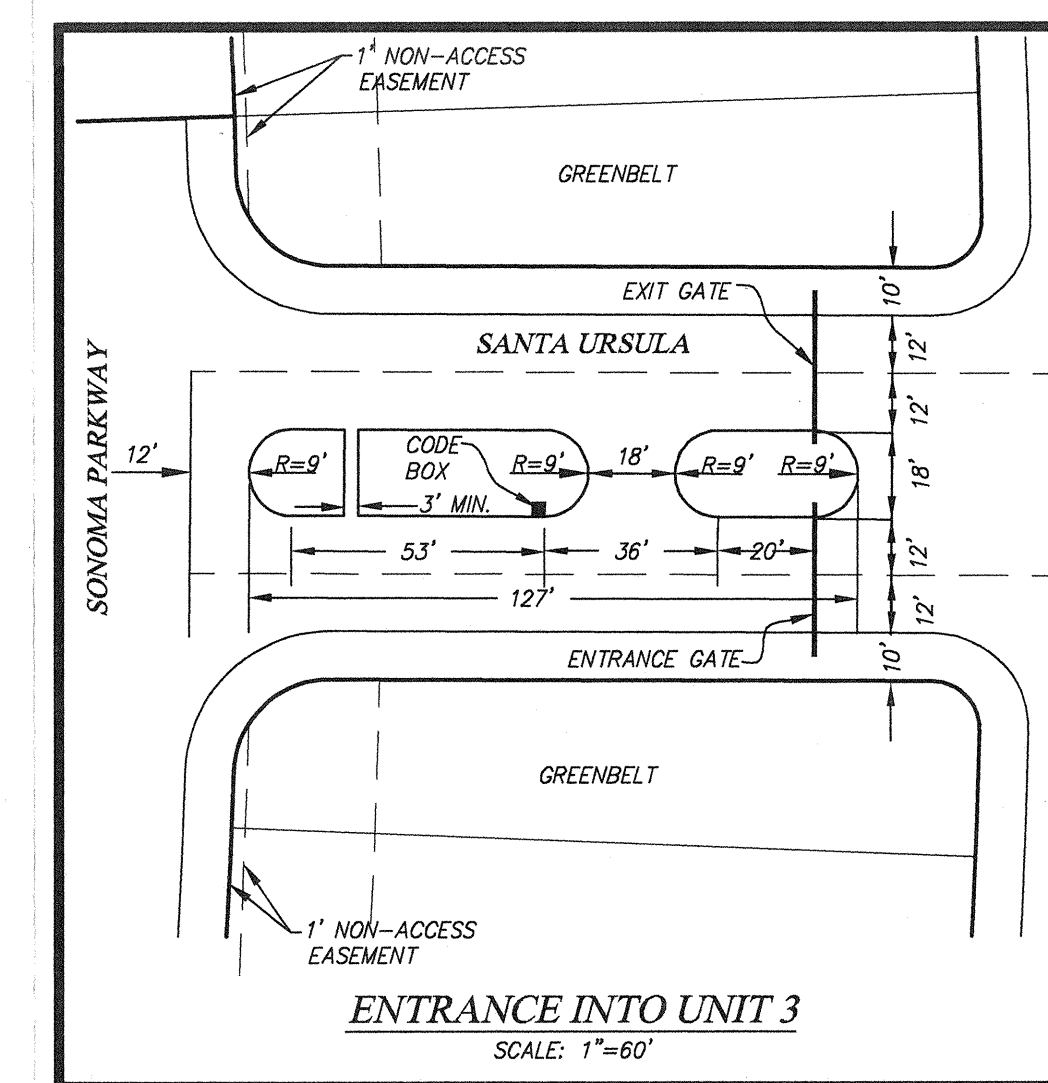 1' NON-ACCESS
EASEMENT
GREENBELT
EXIT GATE
10'
SANTA URSULA
12'
SONOMA PARKWAY
12'
12'
R=9'
CODE
BOX
R=9'
18'
R=9'
R=9'
18'
3' MIN.
53'
36'
20'
12'
127'
12'
ENTRANCE GATE
10'
GREENBELT
1' NON-ACCESS
EASEMENT
ENTRANCE INTO UNIT 3
SCALE: 1"=60'